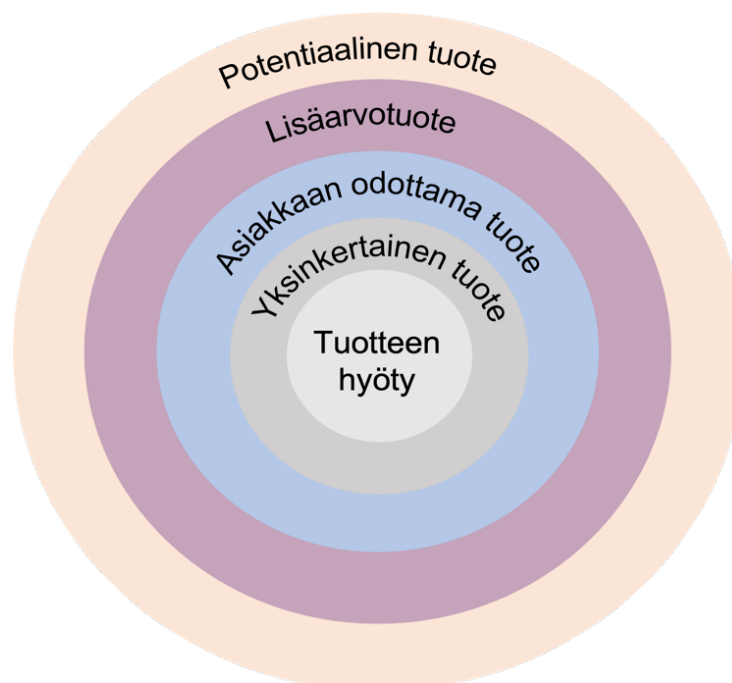 Potentiaalinen tuote
Lisäarvotuote
Asiakkaan odottama tuote
Yksinkertainen tuote
Tuotteen
hyöty